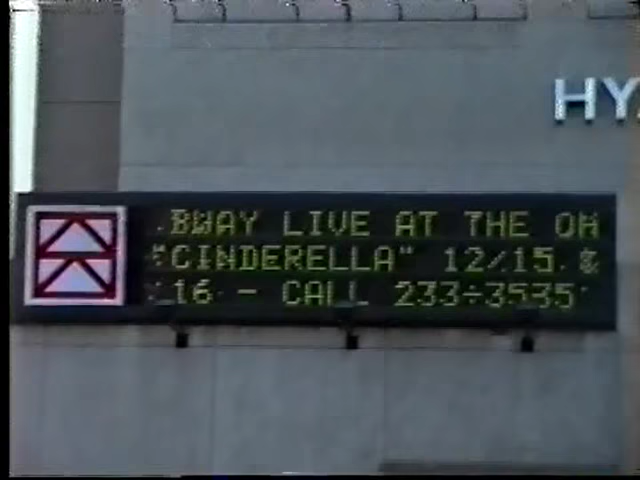 HY
BWAY LIVE AT THE OH
"CINDERELLA" 12/15 &
16 - CALL 233-3535